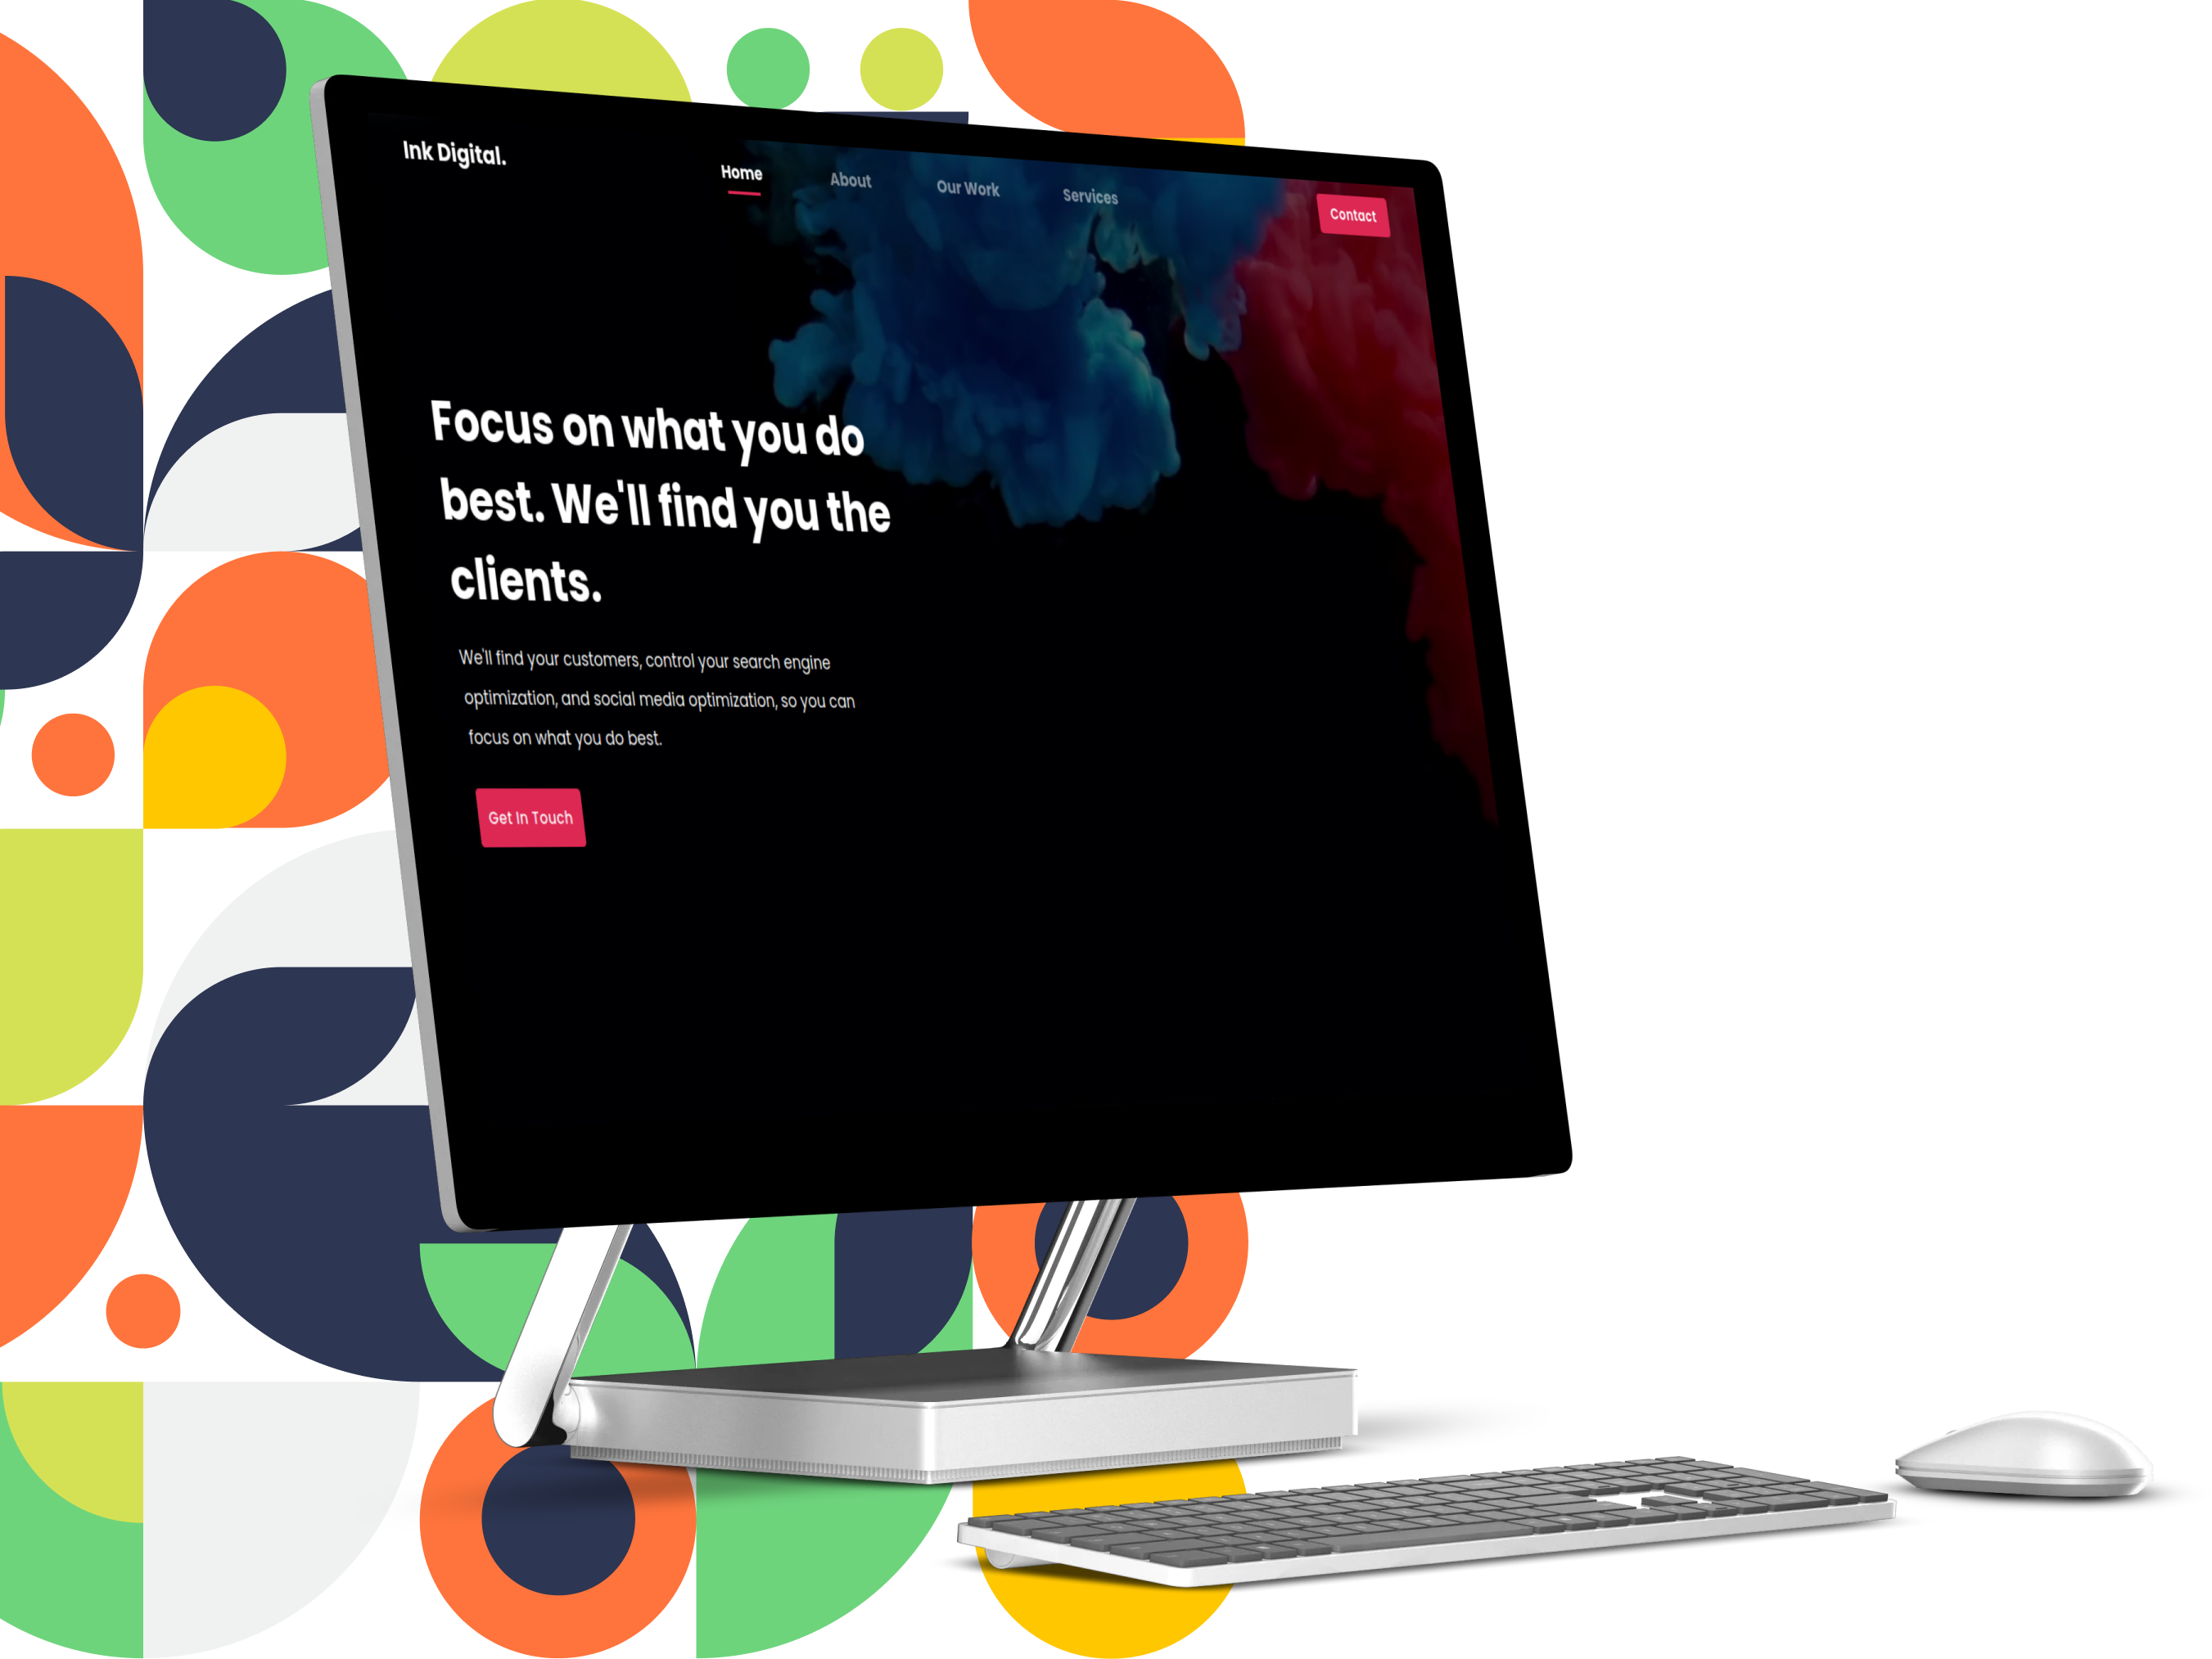 Ink Digital.
Home
About
Our Work
Services
Contact
Focus on what you do
best. We'll find you the
clients.
We'll find your customers, control your search engine
optimization, and social media optimization, so you can
focus on what you do best.
Get In Touch